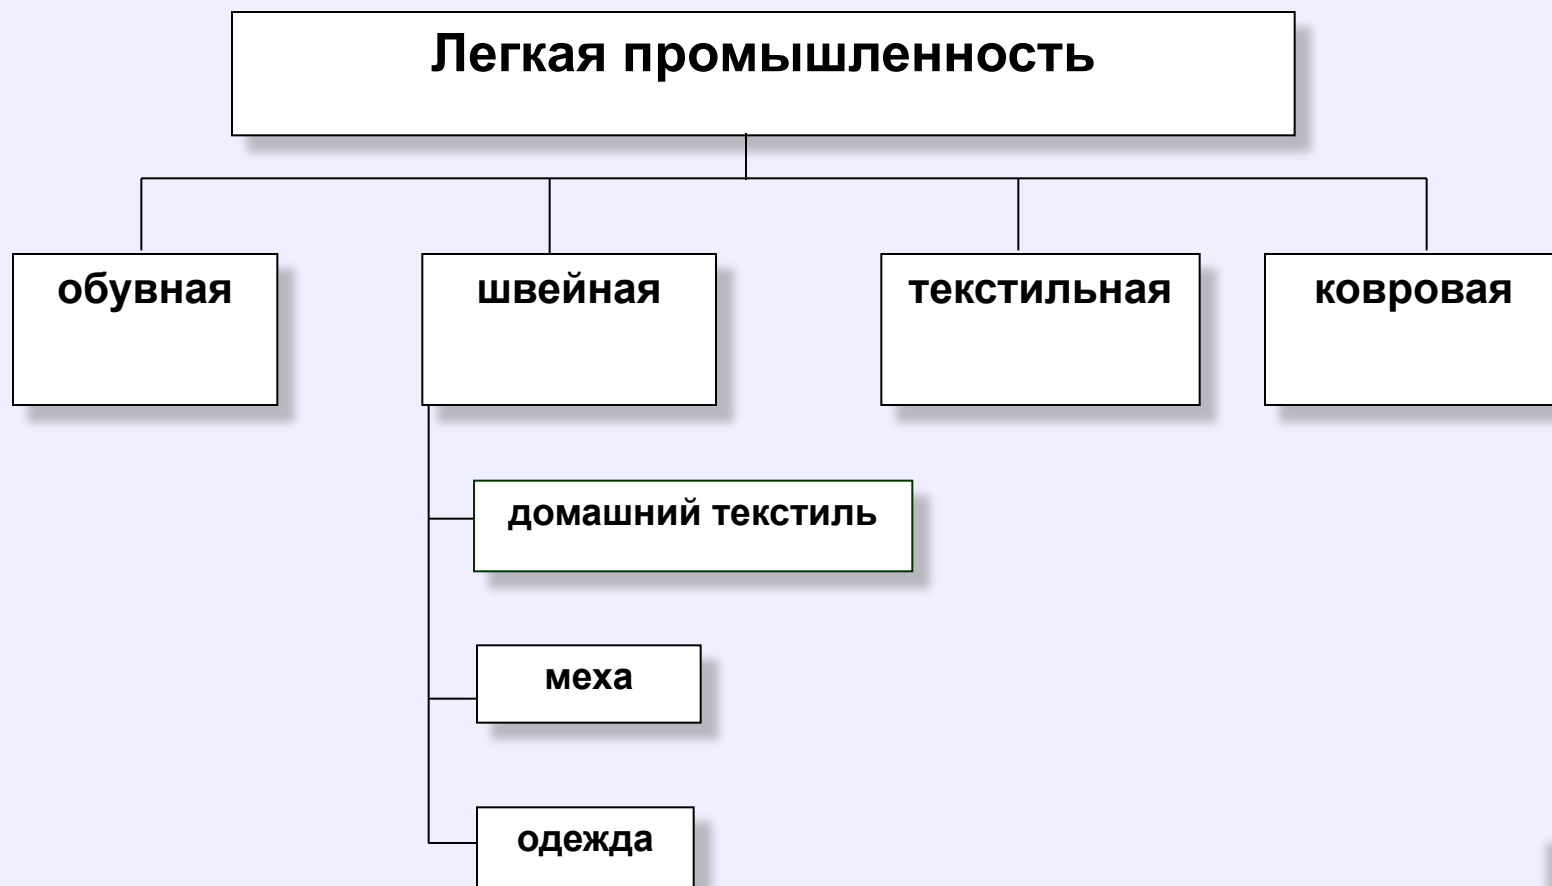 Легкая промышленность
обувная
швейная
текстильная
ковровая
домашний текстиль
меха
одежда